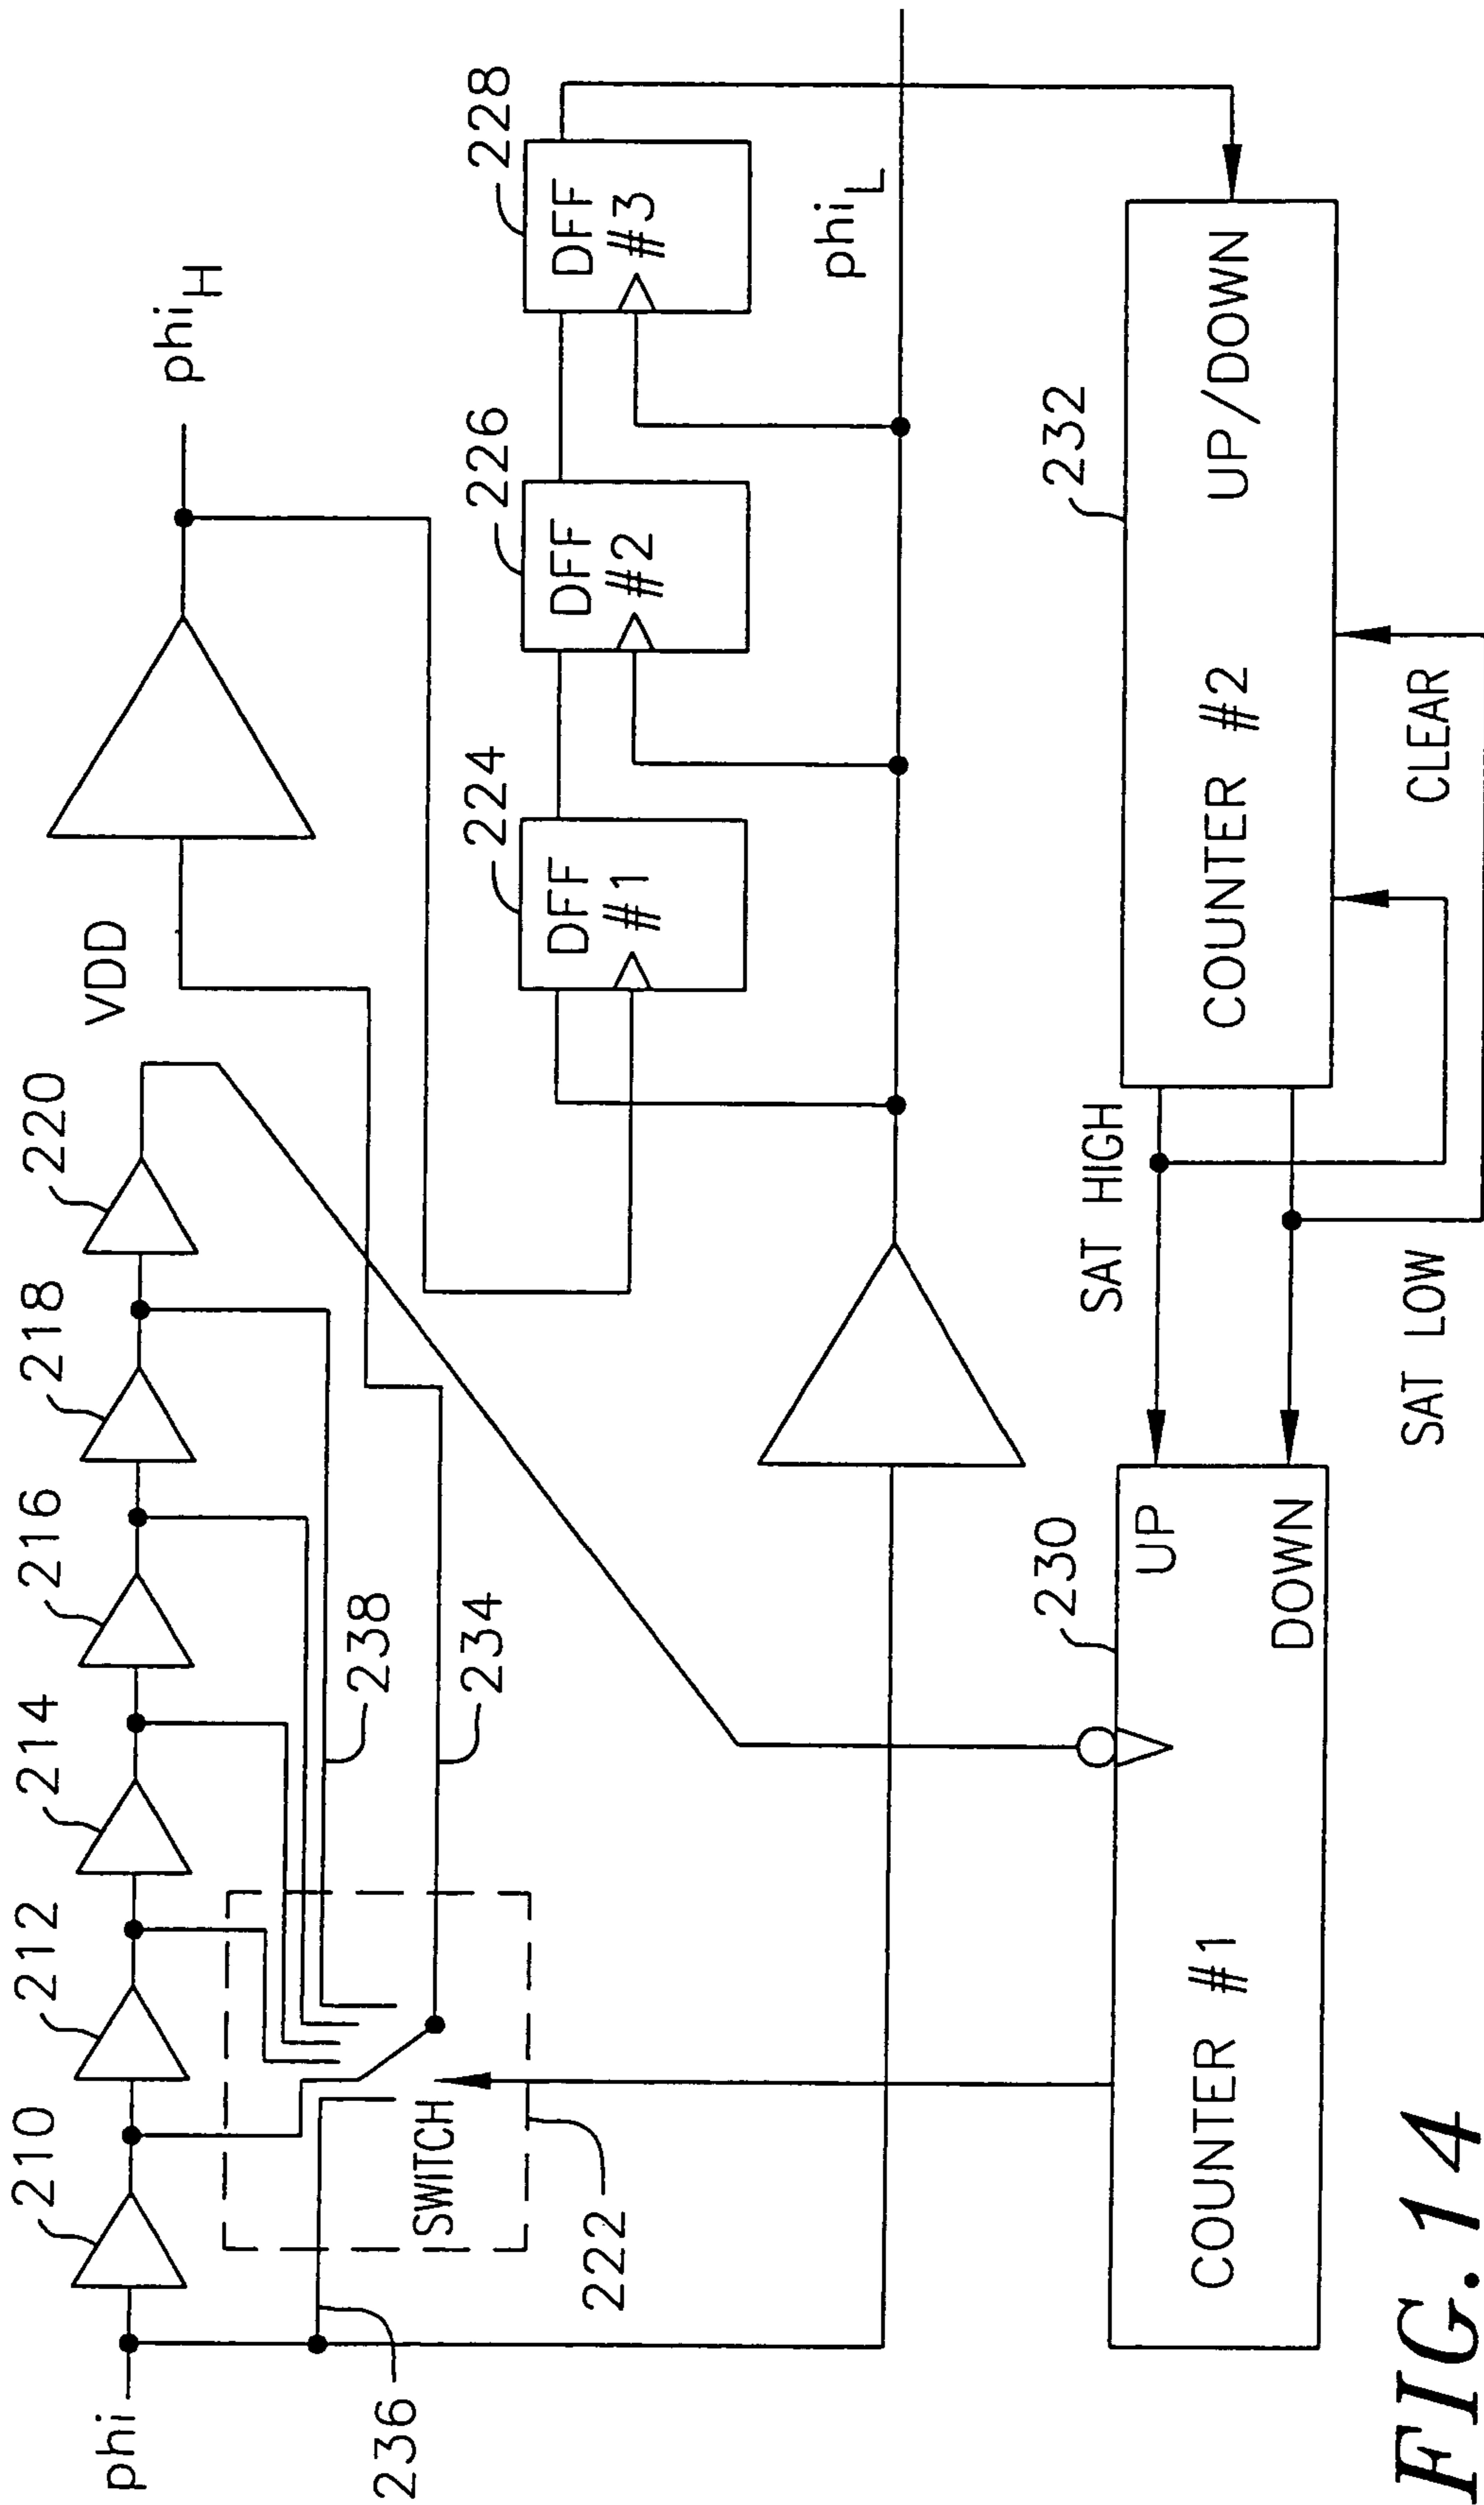 210
212
214
216
218
220
VDD
phi
phiH
236
SWITCH
222
238
234
224
226
228
DFF
#1
DFF
#2
DFF
#3
phiL
230
232
COUNTER #1
UP
DOWN
SAT HIGH
SAT LOW
COUNTER #2
UP/DOWN
CLEAR
FIG. 14